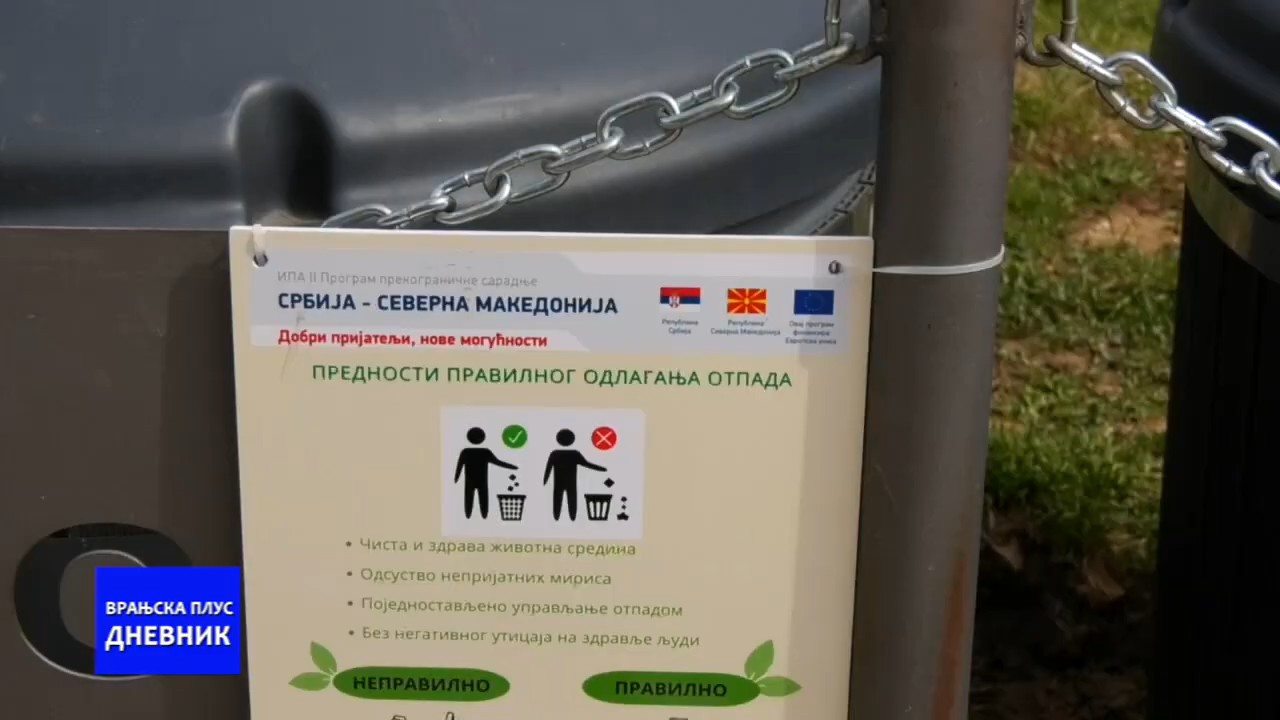 ИПА II Програм прекограничне сарадње
СРБИЈА - СЕВЕРНА МАКЕДОНИЈА
Добри пријатељи, нове могућности
Република
Србија
Република
Северна Македонија
Овај програм
финансира
Европска унија
ПРЕДНОСТИ ПРАВИЛНОГ ОДЛАГАЊА ОТПАДА
• Чиста и здрава животна средина
• Одсуство непријатних мириса
• Поједностављено управљање отпадом
• Без негативног утицаја на здравље људи
НЕПРАВИЛНО
ПРАВИЛНО
ВРАЊСКА ПЛУС
ДНЕВНИК